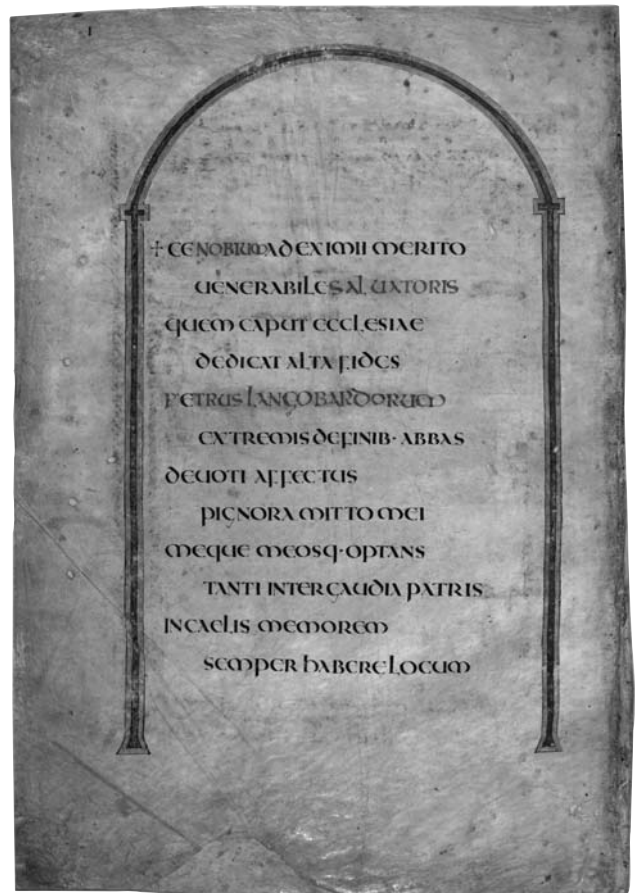 I
+ CENOBIUM AD EXIMII MERITO
UENERABILE SALUATORIS
QUEM CAPUT ECCLESIAE
DEDICAT ALTA FIDES
PETRUS LANGOBARDORUM
EXTREMIS DE FINIB· ABBAS
DEUOTI AFFECTUS
PIGNORA MITTO MEI
MEQUE MEOSQ· OPTANS
TANTI INTER GAUDIA PATRIS
IN CAELIS MEMOREM
SEMPER HABERE LOCUM